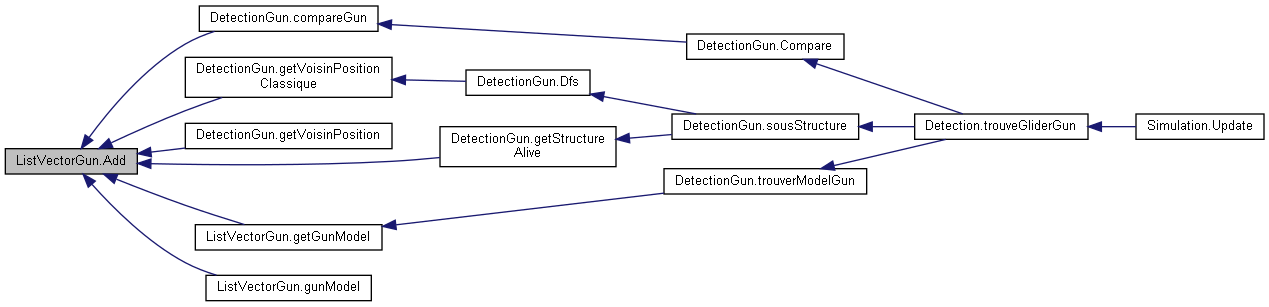 ListVectorGun.Add
DetectionGun.compareGun
DetectionGun.getVoisinPosition
Classique
DetectionGun.getVoisinPosition
DetectionGun.getStructure
Alive
ListVectorGun.getGunModel
ListVectorGun.gunModel
DetectionGun.Dfs
DetectionGun.Compare
DetectionGun.sousStructure
DetectionGun.trouverModelGun
Detection.trouveGliderGun
Simulation.Update